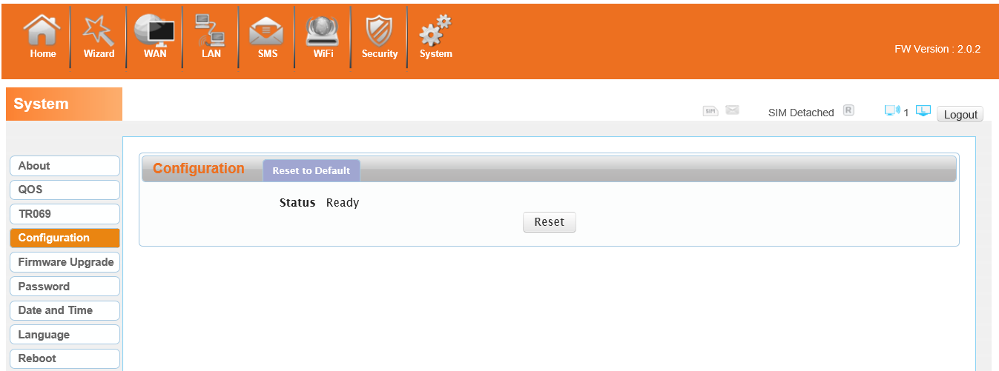 Home Wizard WAN LAN SMS WiFi Security System
FW Version : 2.0.2
System
SIM SIM Detached R 1 L Logout
About
QOS
TR069
Configuration
Firmware Upgrade
Password
Date and Time
Language
Reboot
Configuration Reset to Default
Status Ready
Reset